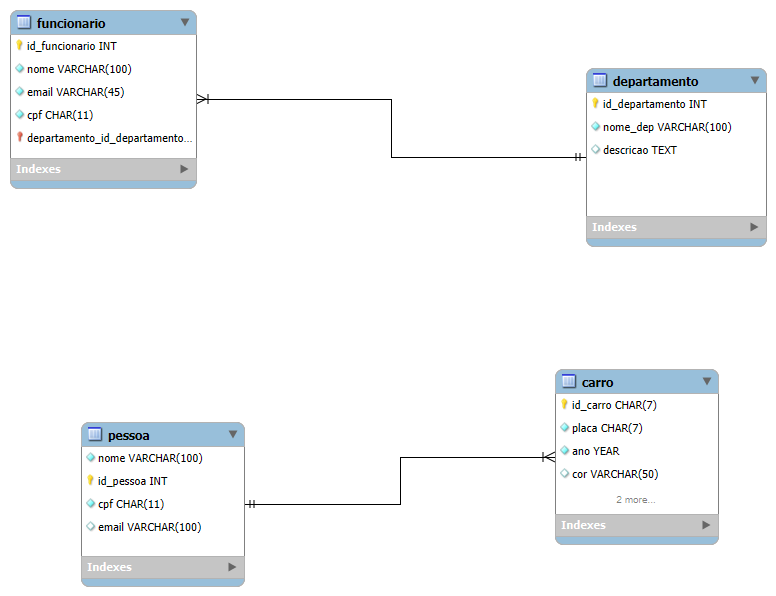 funcionario
id_funcionario INT
nome VARCHAR(100)
email VARCHAR(45)
cpf CHAR(11)
departamento_id_departamento...
Indexes
departamento
id_departamento INT
nome_dep VARCHAR(100)
descricao TEXT
Indexes
pessoa
nome VARCHAR(100)
id_pessoa INT
cpf CHAR(11)
email VARCHAR(100)
Indexes
carro
id_carro CHAR(7)
placa CHAR(7)
ano YEAR
cor VARCHAR(50)
2 more...
Indexes